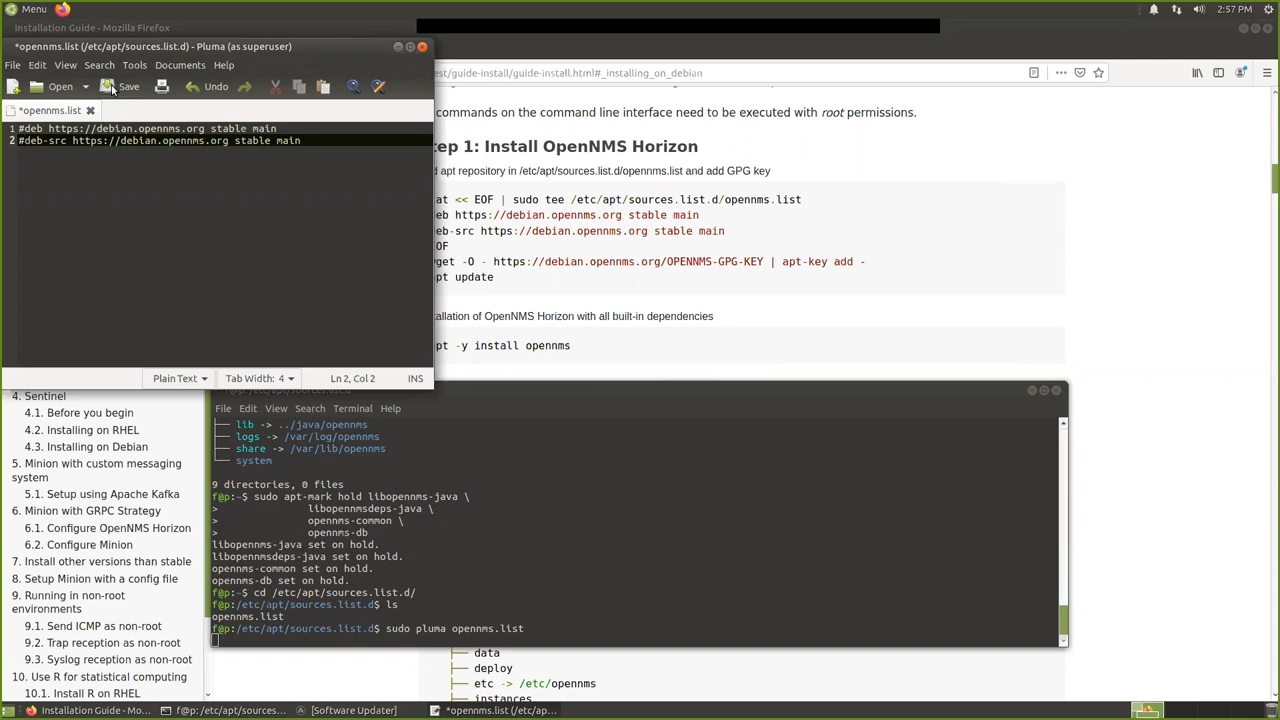 Menu
2:57 PM
Installation Guide - Mozilla Firefox
*opennms.list (/etc/apt/sources.list.d) - Pluma (as superuser)
File Edit View Search Tools Documents Help
Open Save Undo
*opennms.list
1 #deb https://debian.opennms.org stable main
2 #deb-src https://debian.opennms.org stable main
Plain Text Tab Width: 4 Ln 2, Col 2 INS
est/guide-install/guide-install.html#_installing_on_debian
commands on the command line interface need to be executed with root permissions.
tep 1: Install OpenNMS Horizon
d apt repository in /etc/apt/sources.list.d/opennms.list and add GPG key
at << EOF | sudo tee /etc/apt/sources.list.d/opennms.list
eb https://debian.opennms.org stable main
eb-src https://debian.opennms.org stable main
OF
get -O - https://debian.opennms.org/OPENNMS-GPG-KEY | apt-key add -
pt update
tallation of OpenNMS Horizon with all built-in dependencies
pt -y install opennms
4. Sentinel
4.1. Before you begin
4.2. Installing on RHEL
4.3. Installing on Debian
5. Minion with custom messaging
system
5.1. Setup using Apache Kafka
6. Minion with GRPC Strategy
6.1. Configure OpenNMS Horizon
6.2. Configure Minion
7. Install other versions than stable
8. Setup Minion with a config file
9. Running in non-root
environments
9.1. Send ICMP as non-root
9.2. Trap reception as non-root
9.3. Syslog reception as non-root
10. Use R for statistical computing
10.1. Install R on RHEL
f@p: /etc/apt/sources.list.d
File Edit View Search Terminal Help
├── lib -> ../java/opennms
├── logs -> /var/log/opennms
├── share -> /var/lib/opennms
└── system
9 directories, 0 files
f@p:~$ sudo apt-mark hold libopennms-java \
> libopennmsdeps-java \
> opennms-common \
> opennms-db
libopennms-java set on hold.
libopennmsdeps-java set on hold.
opennms-common set on hold.
opennms-db set on hold.
f@p:~$ cd /etc/apt/sources.list.d/
f@p:/etc/apt/sources.list.d$ ls
opennms.list
f@p:/etc/apt/sources.list.d$ sudo pluma opennms.list
├── data
├── deploy
├── etc -> /etc/opennms
├── instances
Installation Guide - Mo... f@p: /etc/apt/sources... [Software Updater] *opennms.list (/etc/ap...